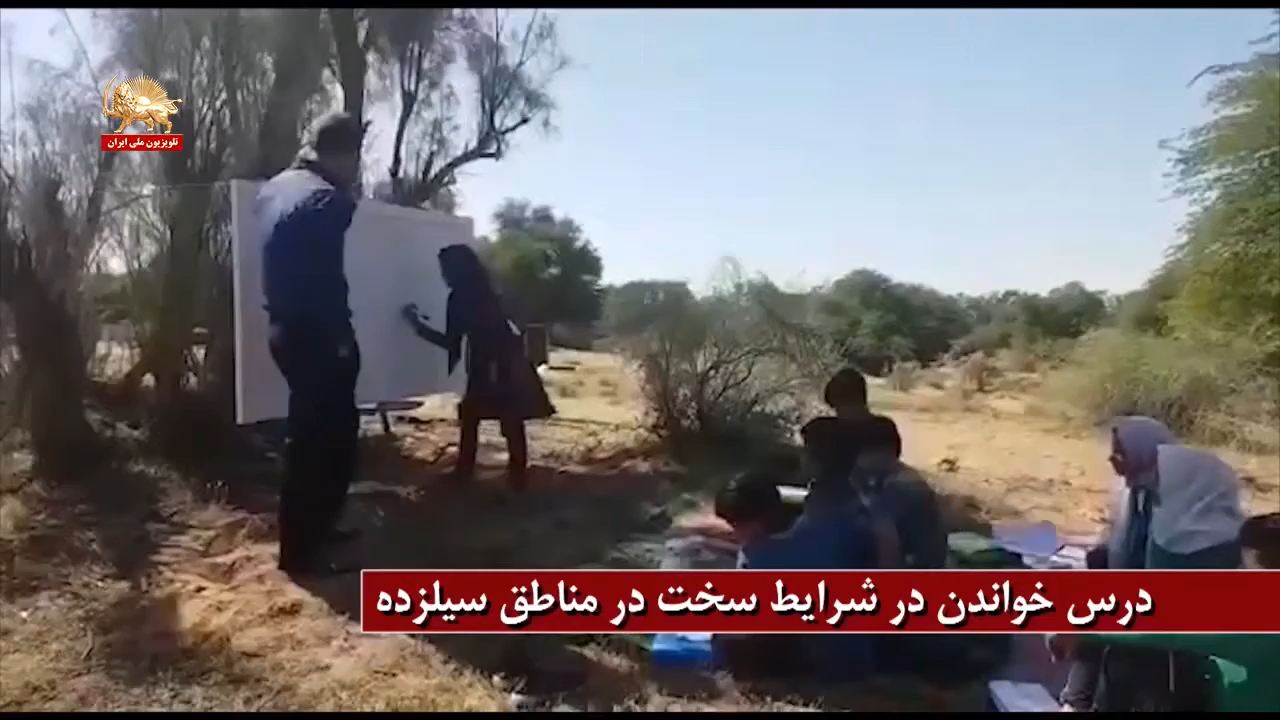 تلویزیون ملی ایران
درس خواندن در شرایط سخت در مناطق سیلزده